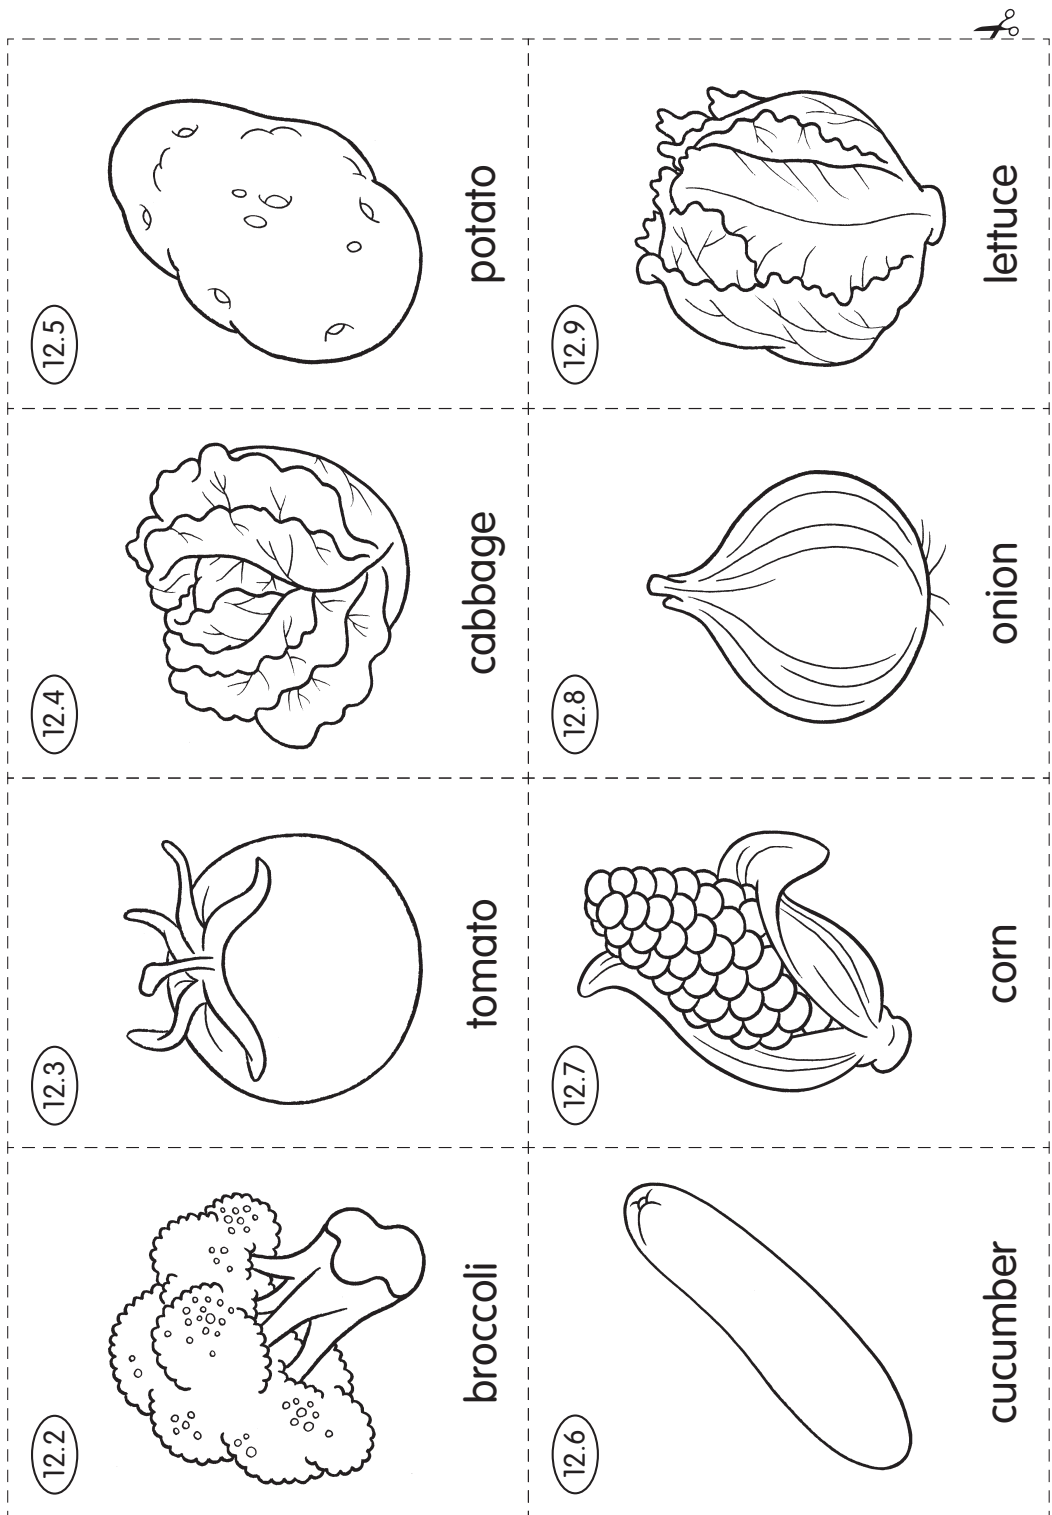 12.2
broccoli
12.3
tomato
12.4
cabbage
12.5
potato
12.6
cucumber
12.7
corn
12.8
onion
12.9
lettuce